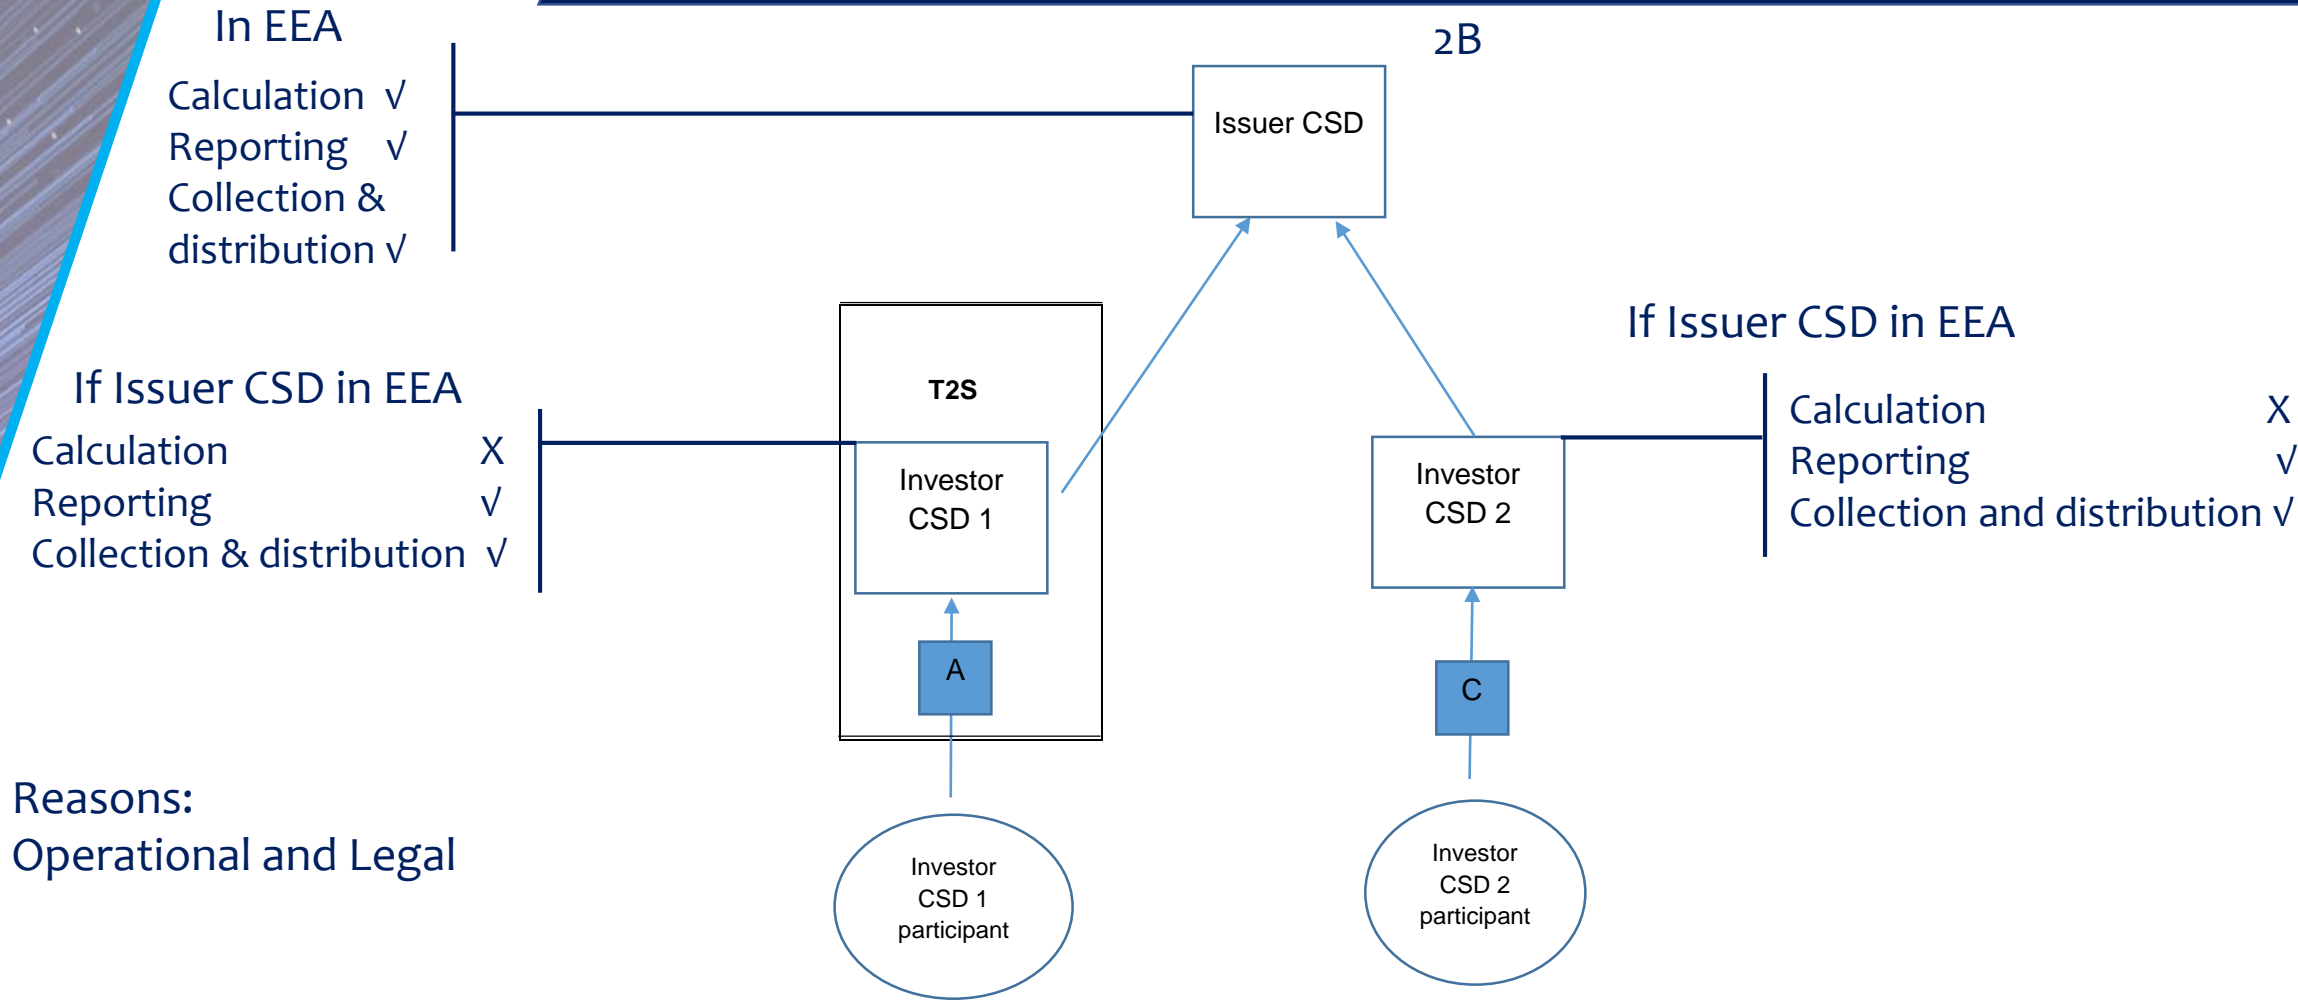 In EEA
2B
Calculation √
Reporting √
Collection &
distribution √
Issuer CSD
If Issuer CSD in EEA
Calculation X
Reporting √
Collection & distribution √
T2S
Investor
CSD 1
A
Investor
CSD 1
participant
If Issuer CSD in EEA
Calculation X
Reporting √
Collection and distribution √
Investor
CSD 2
C
Investor
CSD 2
participant
Reasons:
Operational and Legal